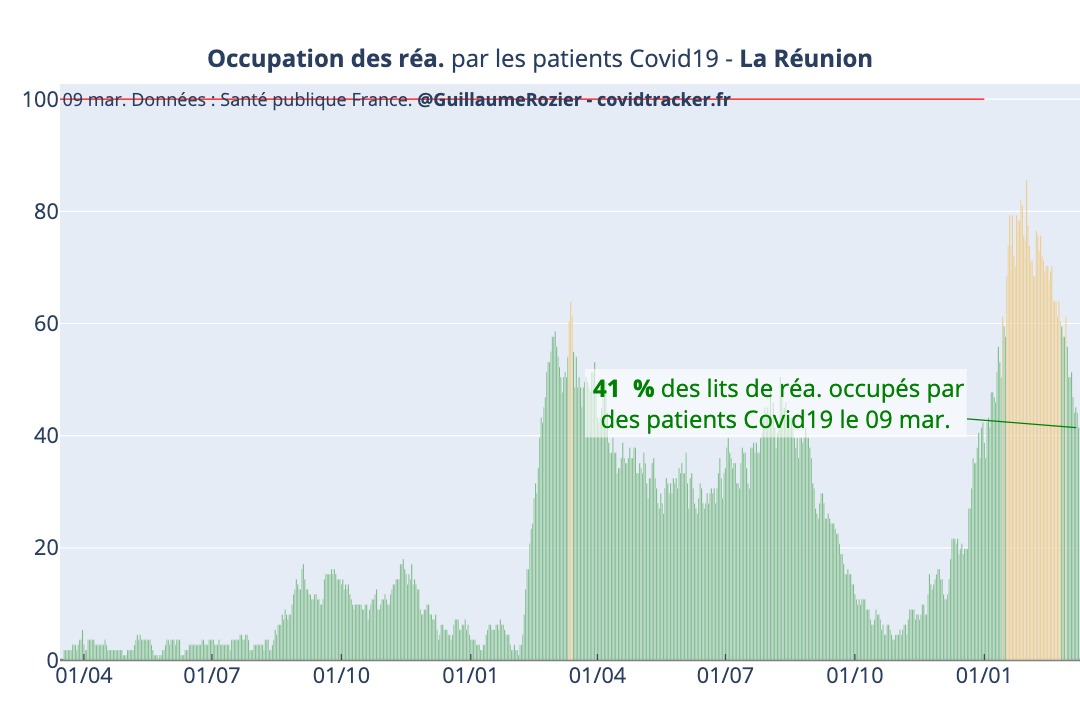 Occupation des réa. par les patients Covid19 - La Réunion
09 mar. Données : Santé publique France. @GuillaumeRozier - covidtracker.fr
100
80
60
41 % des lits de réa. occupés par
des patients Covid19 le 09 mar.
40
20
0
01/04 01/07 01/10 01/01 01/04 01/07 01/10 01/01